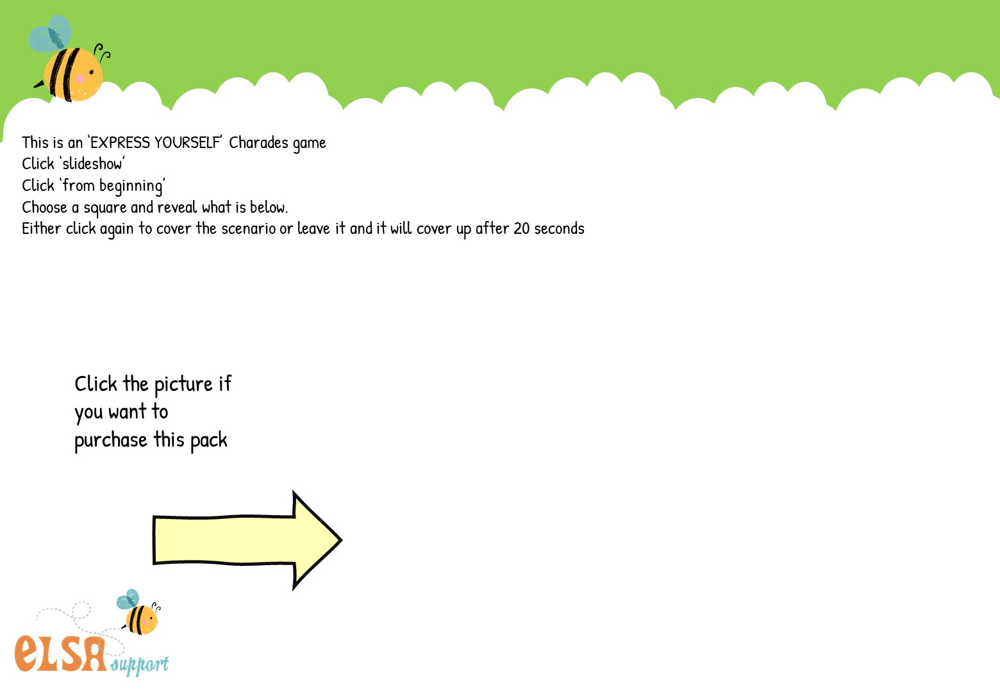 This is an ‘EXPRESS YOURSELF’ Charades game
Click ‘slideshow’
Click ‘from beginning’
Choose a square and reveal what is below.
Either click again to cover the scenario or leave it and it will cover up after 20 seconds
Click the picture if
you want to
purchase this pack
eLSA support